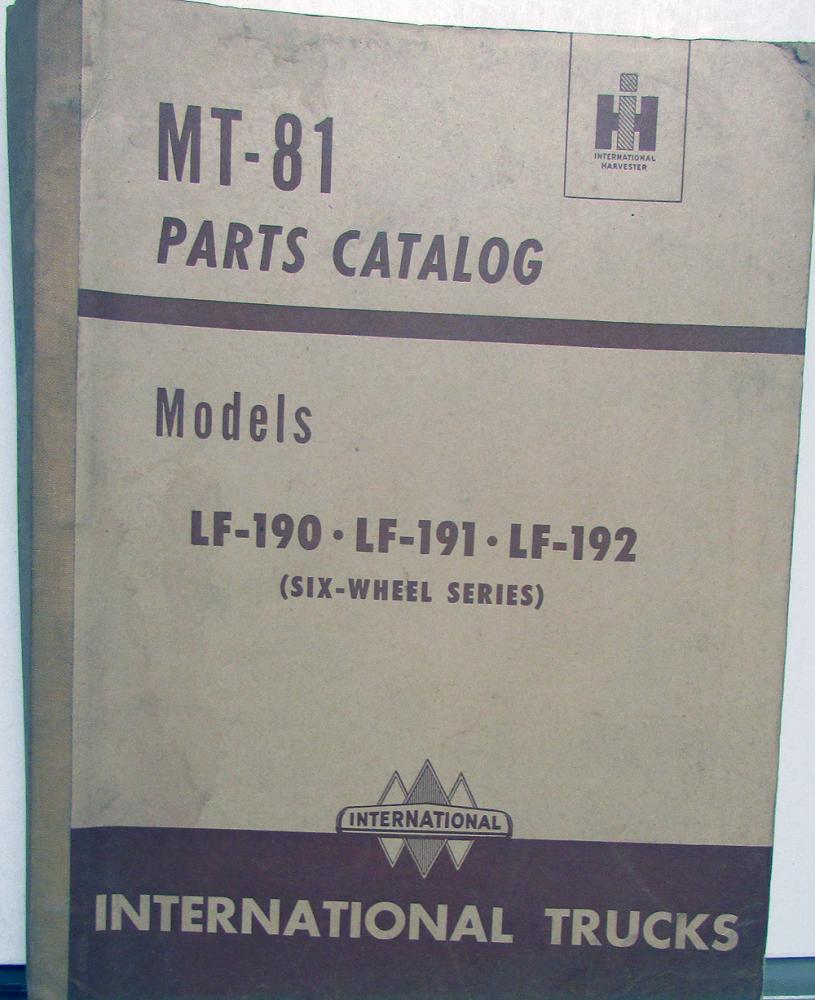 MT-81
INTERNATIONAL
HARVESTER
PARTS CATALOG
Models
LF-190 · LF-191 · LF-192
(SIX-WHEEL SERIES)
INTERNATIONAL
INTERNATIONAL TRUCKS